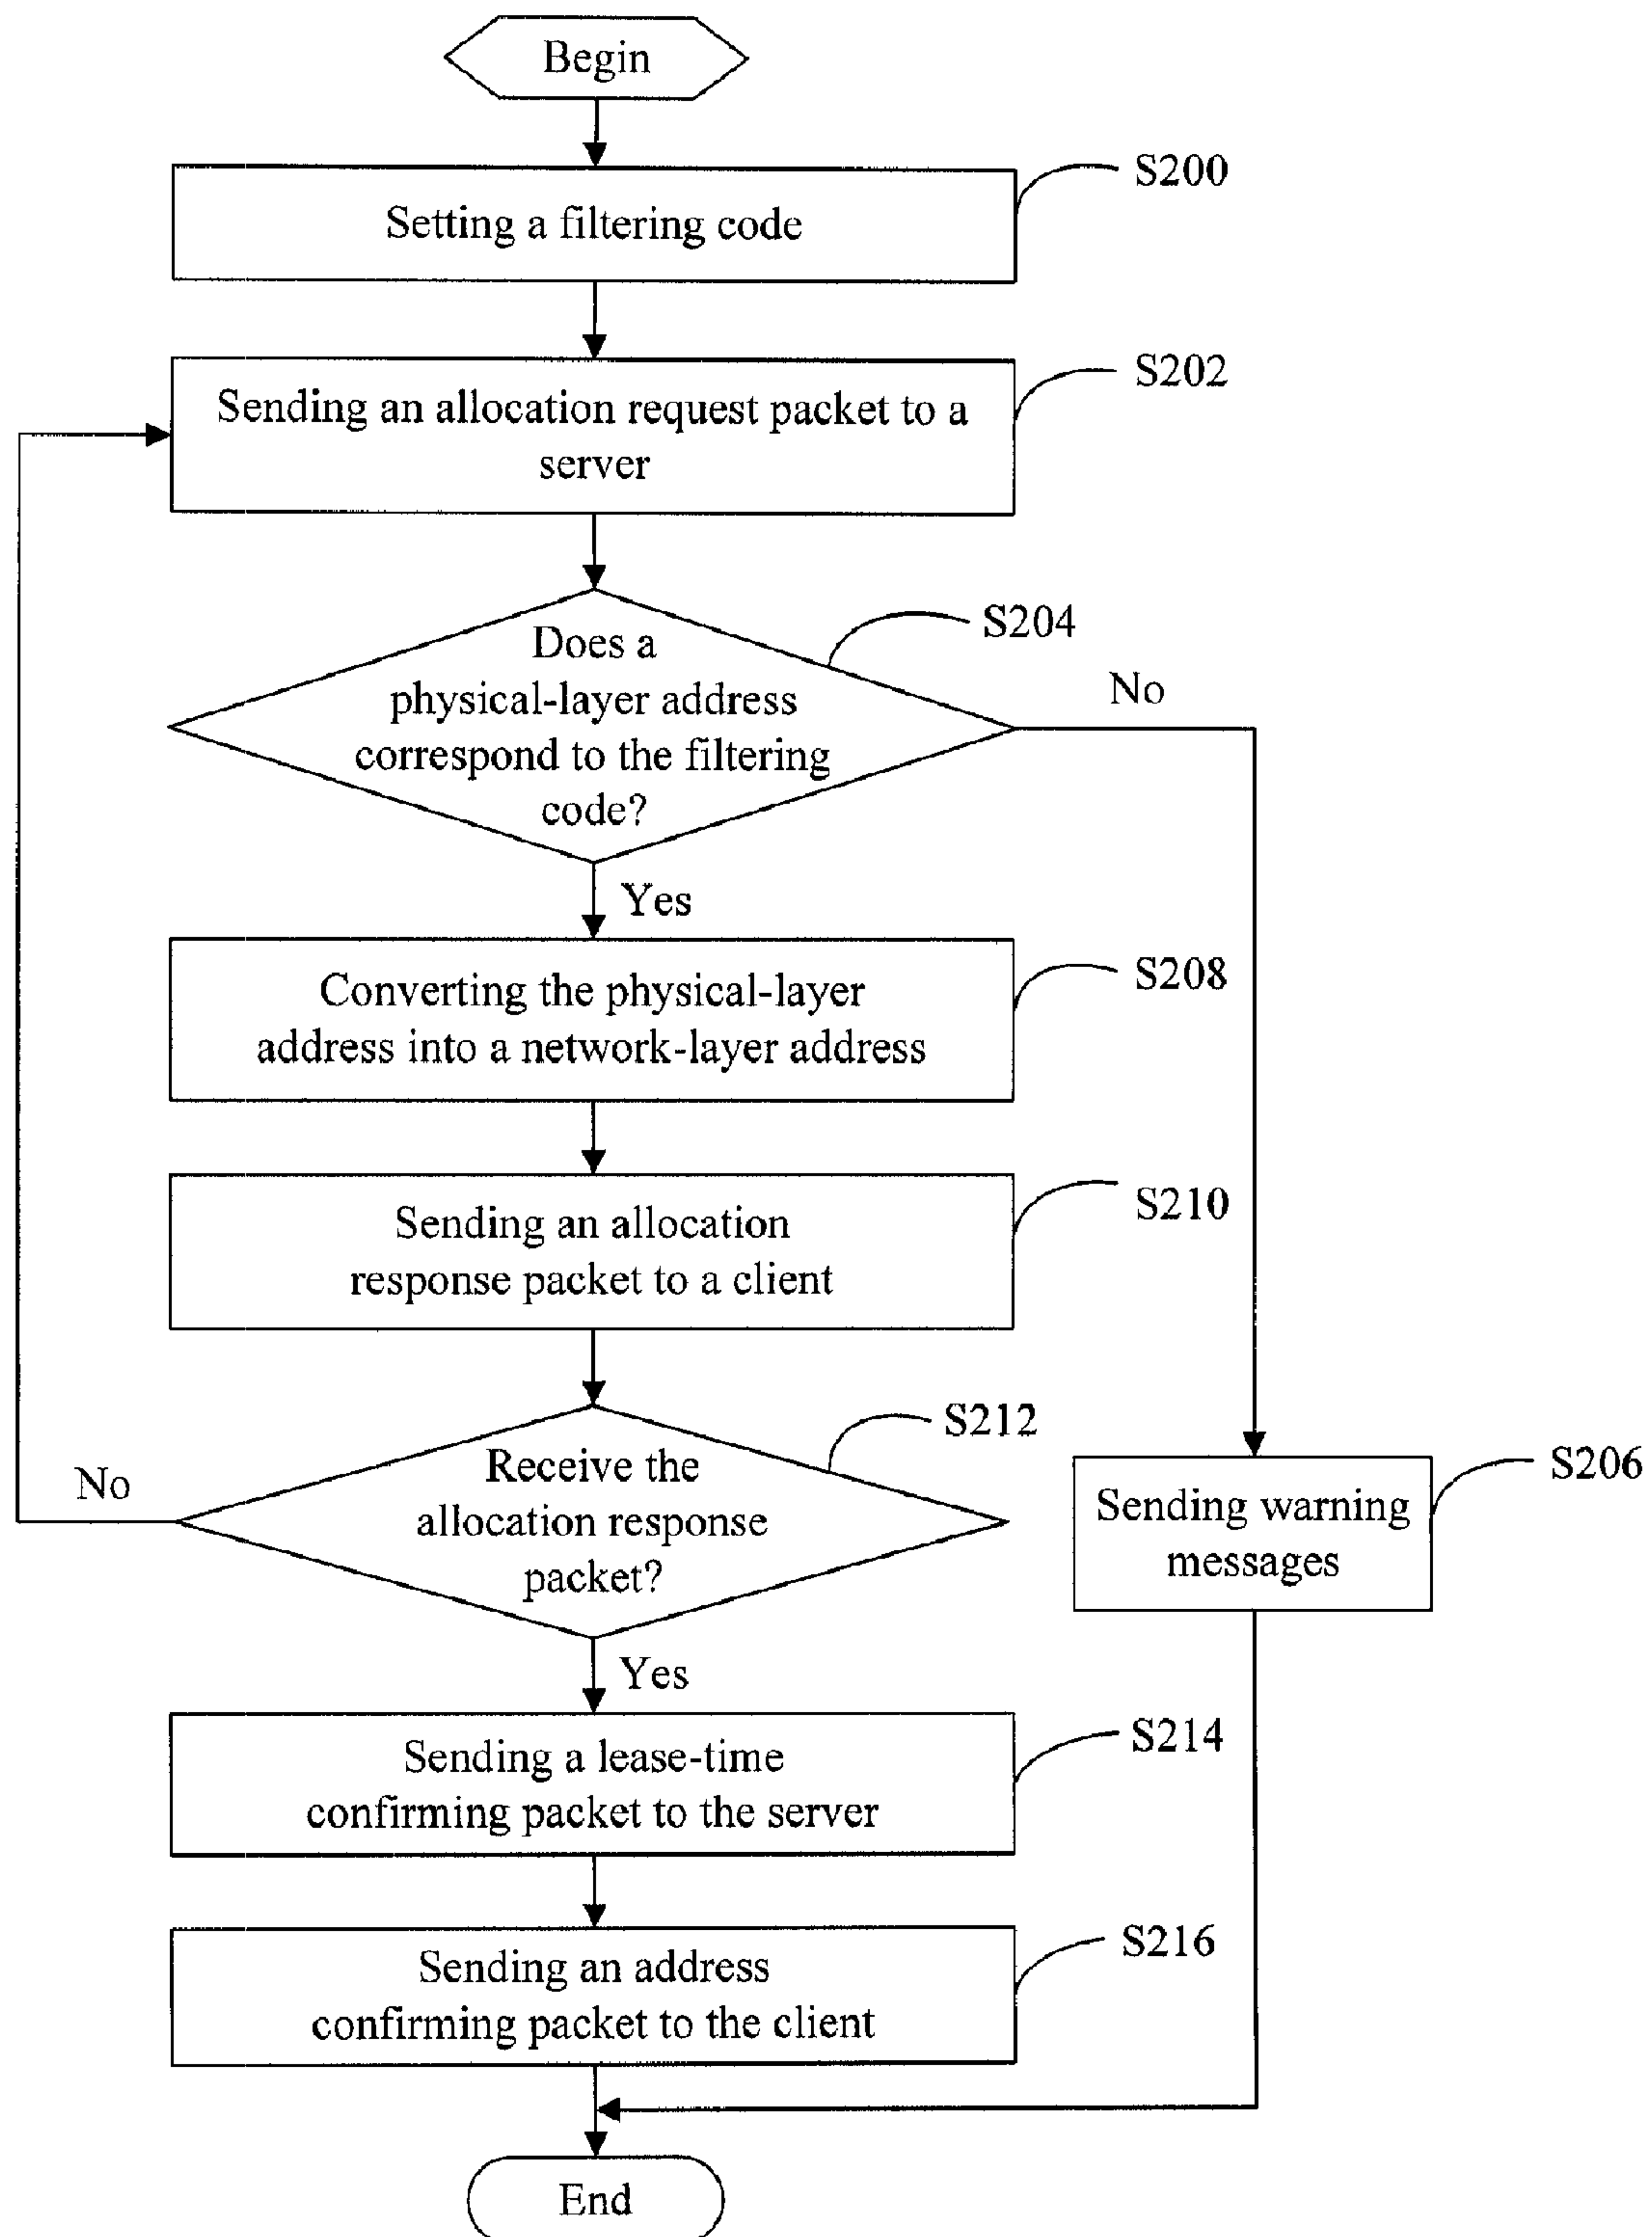 Begin
S200
Setting a filtering code
S202
Sending an allocation request packet to a
server
S204
Does a
physical-layer address
correspond to the filtering
code?
No
Yes
S208
Converting the physical-layer
address into a network-layer address
S210
Sending an allocation
response packet to a client
S212
Receive the
allocation response
packet?
No
S206
Sending warning
messages
Yes
S214
Sending a lease-time
confirming packet to the server
S216
Sending an address
confirming packet to the client
End